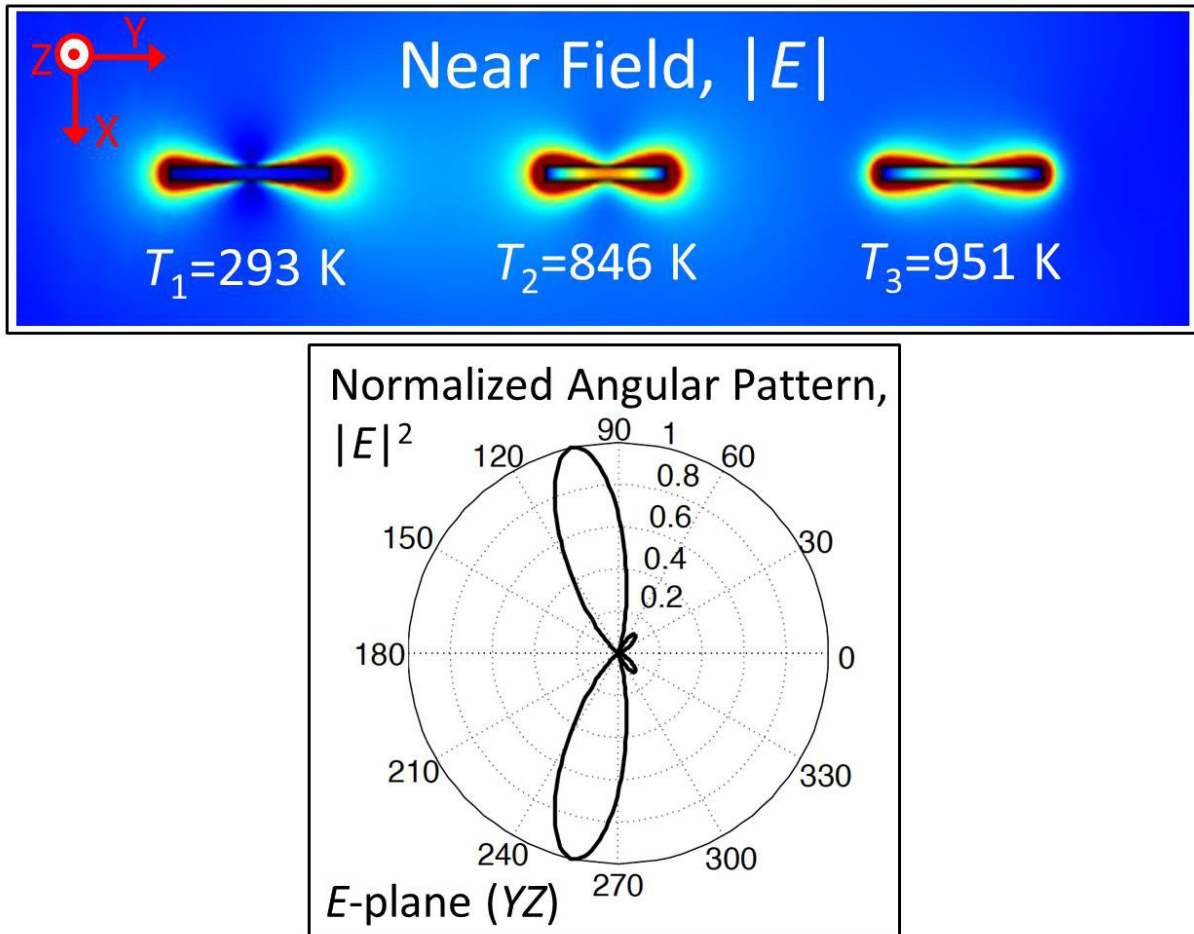 Z Y
X
Near Field, |E|
T₁=293 K T₂=846 K T₃=951 K
Normalized Angular Pattern,
|E|²
90 1
120 60
0.8
0.6
150 30
0.4
0.2
180 0
210 330
240 300
270
E-plane (YZ)